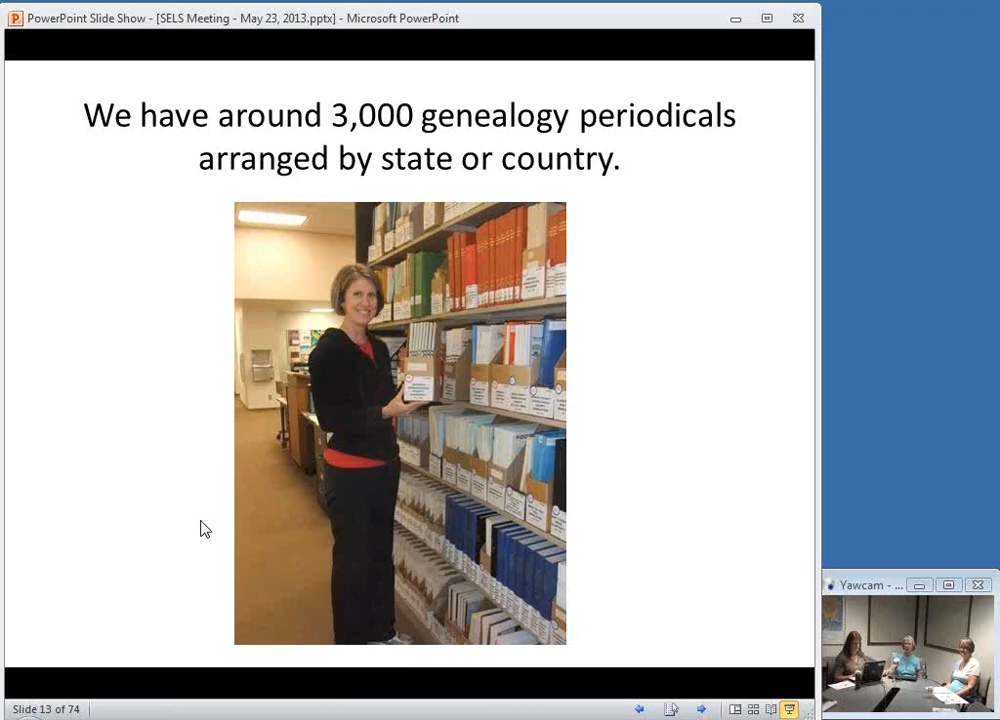 PowerPoint Slide Show - [SELS Meeting - May 23, 2013.pptx] - Microsoft PowerPoint
We have around 3,000 genealogy periodicals
arranged by state or country.
Yawcam - ...
Slide 13 of 74